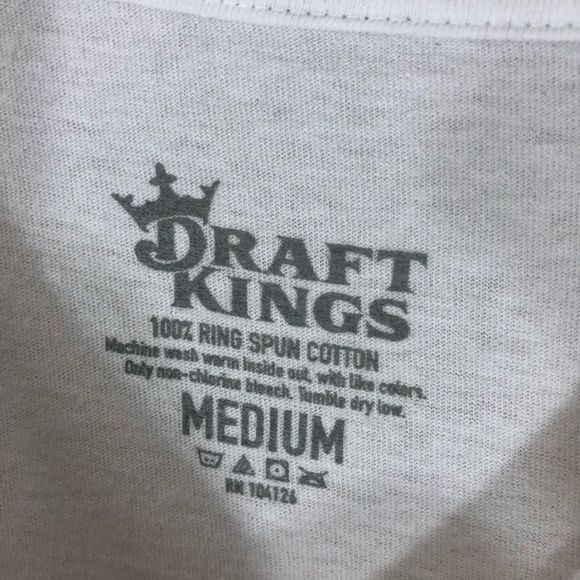 DRAFT
KINGS
100% RING SPUN COTTON
Machine wash warm inside out, with like colors.
Only non-chlorine bleach. Tumble dry low.
MEDIUM
RN 104126